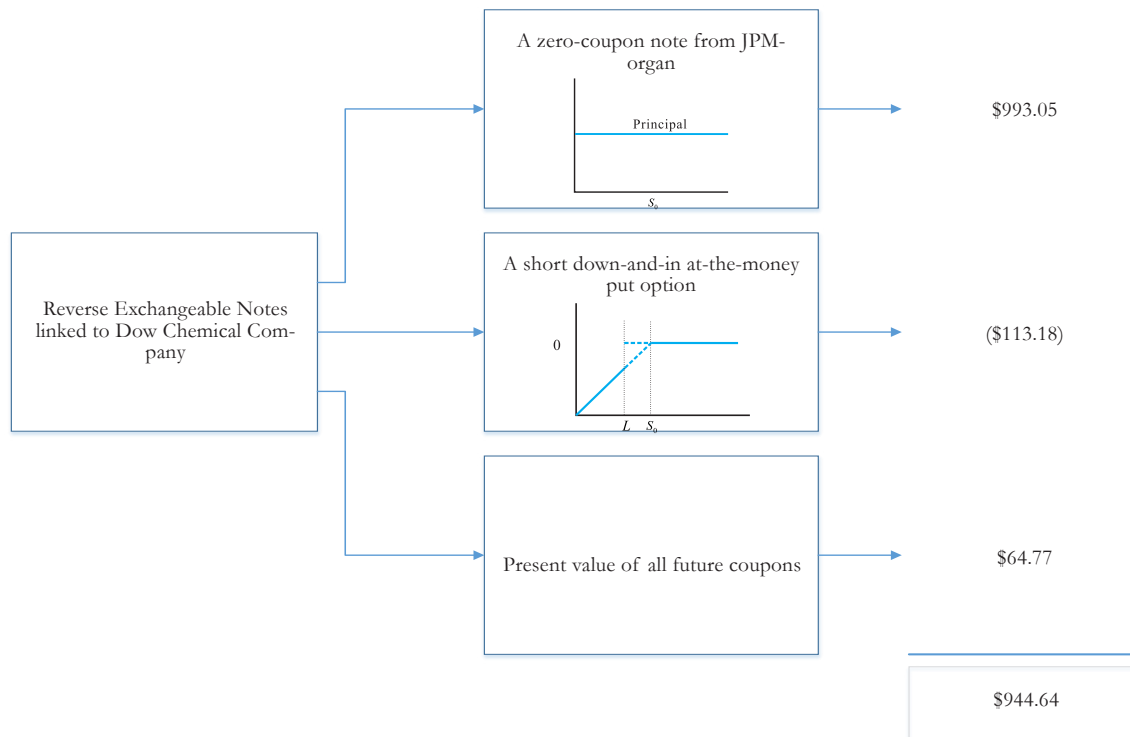 A zero-coupon note from JPM-
organ
Principal
S₀
$993.05
Reverse Exchangeable Notes
linked to Dow Chemical Com-
pany
A short down-and-in at-the-money
put option
0
L S₀
($113.18)
Present value of all future coupons
$64.77
$944.64